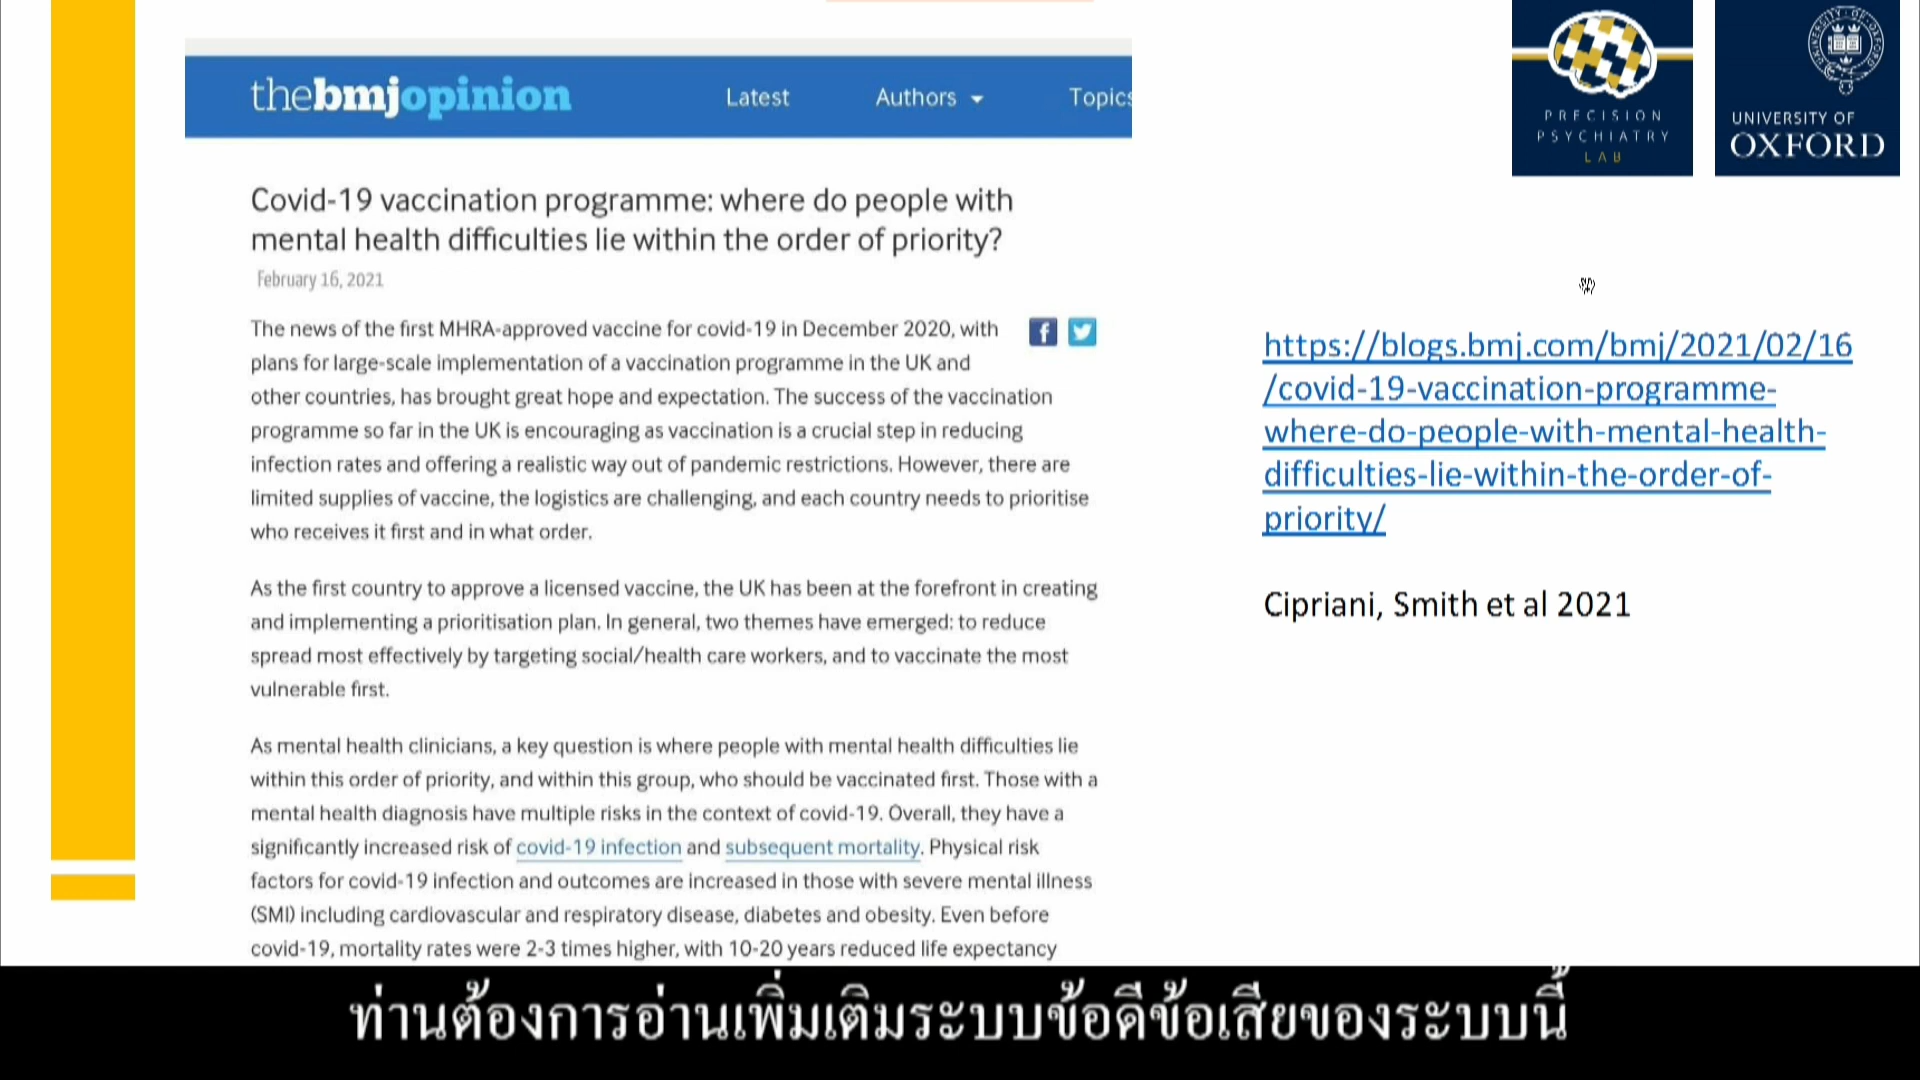 thebmjopinion
Latest
Authors
Topics
Covid-19 vaccination programme: where do people with
mental health difficulties lie within the order of priority?
February 16, 2021
The news of the first MHRA-approved vaccine for covid-19 in December 2020, with
plans for large-scale implementation of a vaccination programme in the UK and
other countries, has brought great hope and expectation. The success of the vaccination
programme so far in the UK is encouraging as vaccination is a crucial step in reducing
infection rates and offering a realistic way out of pandemic restrictions. However, there are
limited supplies of vaccine, the logistics are challenging, and each country needs to prioritise
who receives it first and in what order.
As the first country to approve a licensed vaccine, the UK has been at the forefront in creating
and implementing a prioritisation plan. In general, two themes have emerged: to reduce
spread most effectively by targeting social/health care workers, and to vaccinate the most
vulnerable first.
As mental health clinicians, a key question is where people with mental health difficulties lie
within this order of priority, and within this group, who should be vaccinated first. Those with a
mental health diagnosis have multiple risks in the context of covid-19. Overall, they have a
significantly increased risk of covid-19 infection and subsequent mortality. Physical risk
factors for covid-19 infection and outcomes are increased in those with severe mental illness
(SMI) including cardiovascular and respiratory disease, diabetes and obesity. Even before
covid-19, mortality rates were 2-3 times higher, with 10-20 years reduced life expectancy
PRECISION
PSYCHIATRY
LAB
UNIVERSITY OF
OXFORD
https://blogs.bmj.com/bmj/2021/02/16
/covid-19-vaccination-programme-
where-do-people-with-mental-health-
difficulties-lie-within-the-order-of-
priority/
Cipriani, Smith et al 2021
ท่านต้องการอ่านเพิ่มเติมระบบข้อดีข้อเสียของระบบนี้